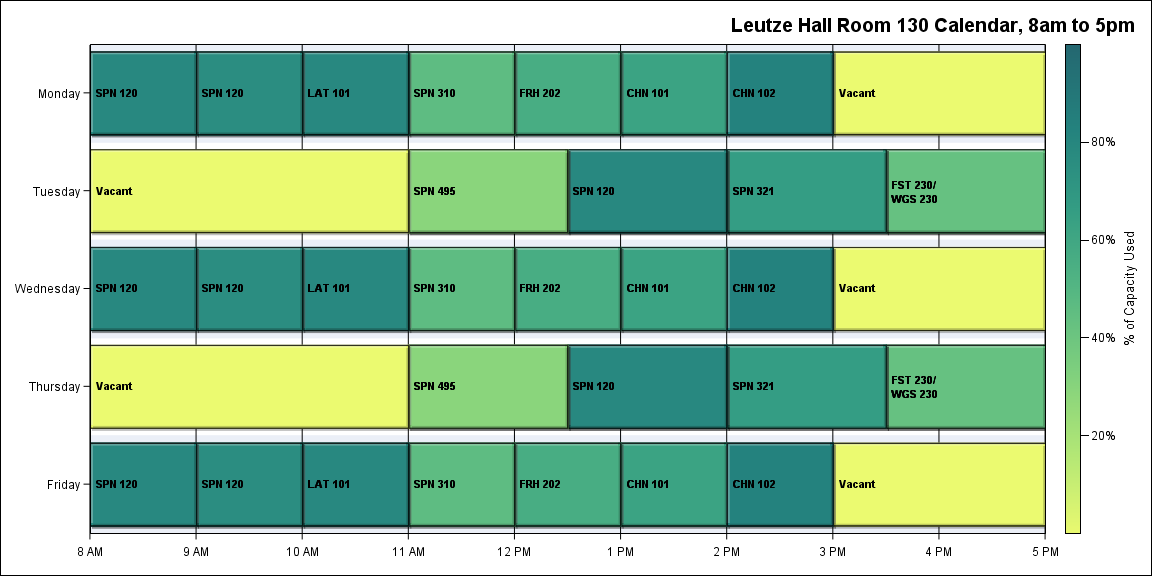 Leutze Hall Room 130 Calendar, 8am to 5pm
Monday
SPN 120
SPN 120
LAT 101
SPN 310
FRH 202
CHN 101
CHN 102
Vacant
Tuesday
Vacant
SPN 495
SPN 120
SPN 321
FST 230/
WGS 230
Wednesday
SPN 120
SPN 120
LAT 101
SPN 310
FRH 202
CHN 101
CHN 102
Vacant
Thursday
Vacant
SPN 495
SPN 120
SPN 321
FST 230/
WGS 230
Friday
SPN 120
SPN 120
LAT 101
SPN 310
FRH 202
CHN 101
CHN 102
Vacant
8 AM
9 AM
10 AM
11 AM
12 PM
1 PM
2 PM
3 PM
4 PM
5 PM
80%
60%
40%
20%
% of Capacity Used